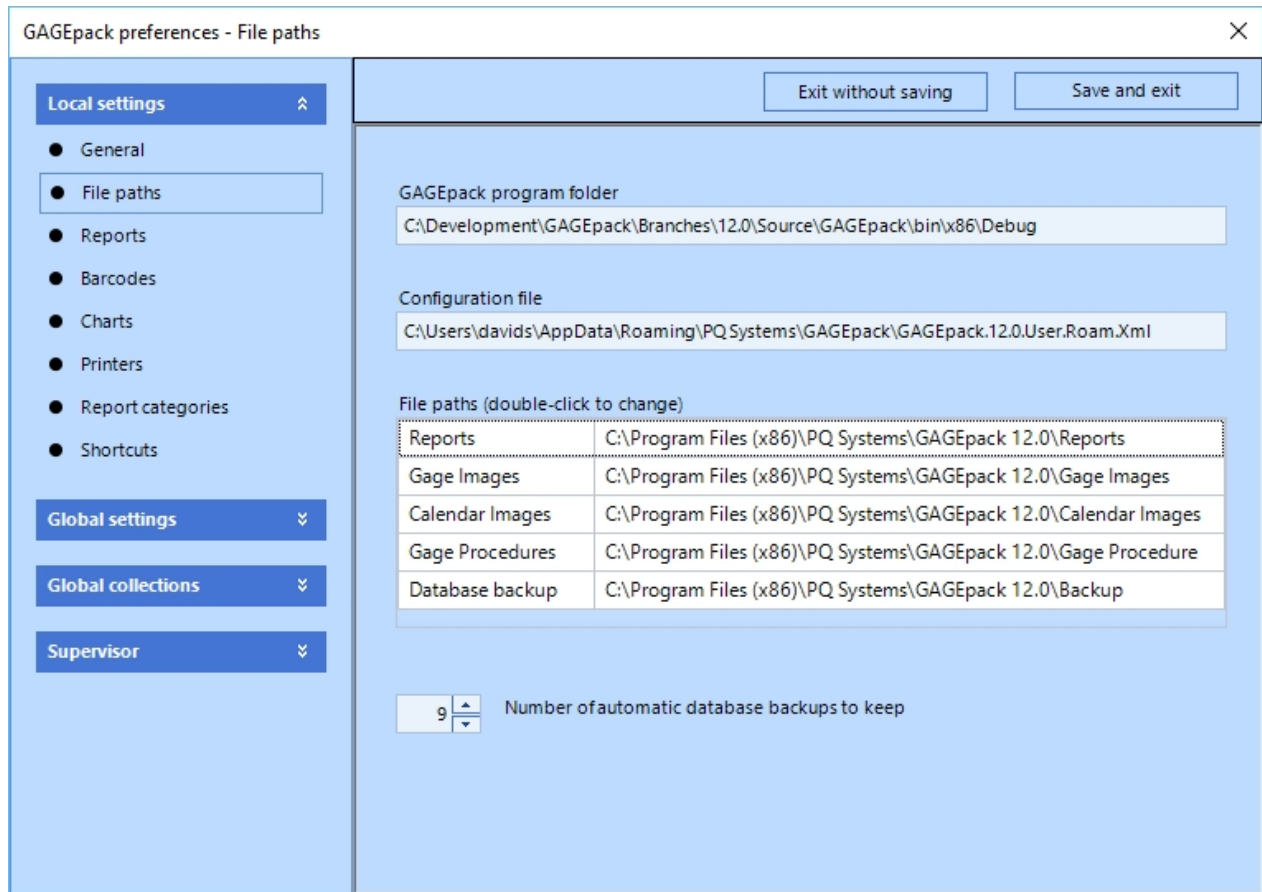 GAGEpack preferences - File paths
Local settings
General
File paths
Reports
Barcodes
Charts
Printers
Report categories
Shortcuts
Global settings
Global collections
Supervisor
Exit without saving
Save and exit
GAGEpack program folder
C:\Development\GAGEpack\Branches\12.0\Source\GAGEpack\bin\x86\Debug
Configuration file
C:\Users\davids\AppData\Roaming\PQ Systems\GAGEpack\GAGEpack.12.0.User.Roam.Xml
File paths (double-click to change)
Reports C:\Program Files (x86)\PQ Systems\GAGEpack 12.0\Reports
Gage Images C:\Program Files (x86)\PQ Systems\GAGEpack 12.0\Gage Images
Calendar Images C:\Program Files (x86)\PQ Systems\GAGEpack 12.0\Calendar Images
Gage Procedures C:\Program Files (x86)\PQ Systems\GAGEpack 12.0\Gage Procedure
Database backup C:\Program Files (x86)\PQ Systems\GAGEpack 12.0\Backup
9 Number of automatic database backups to keep